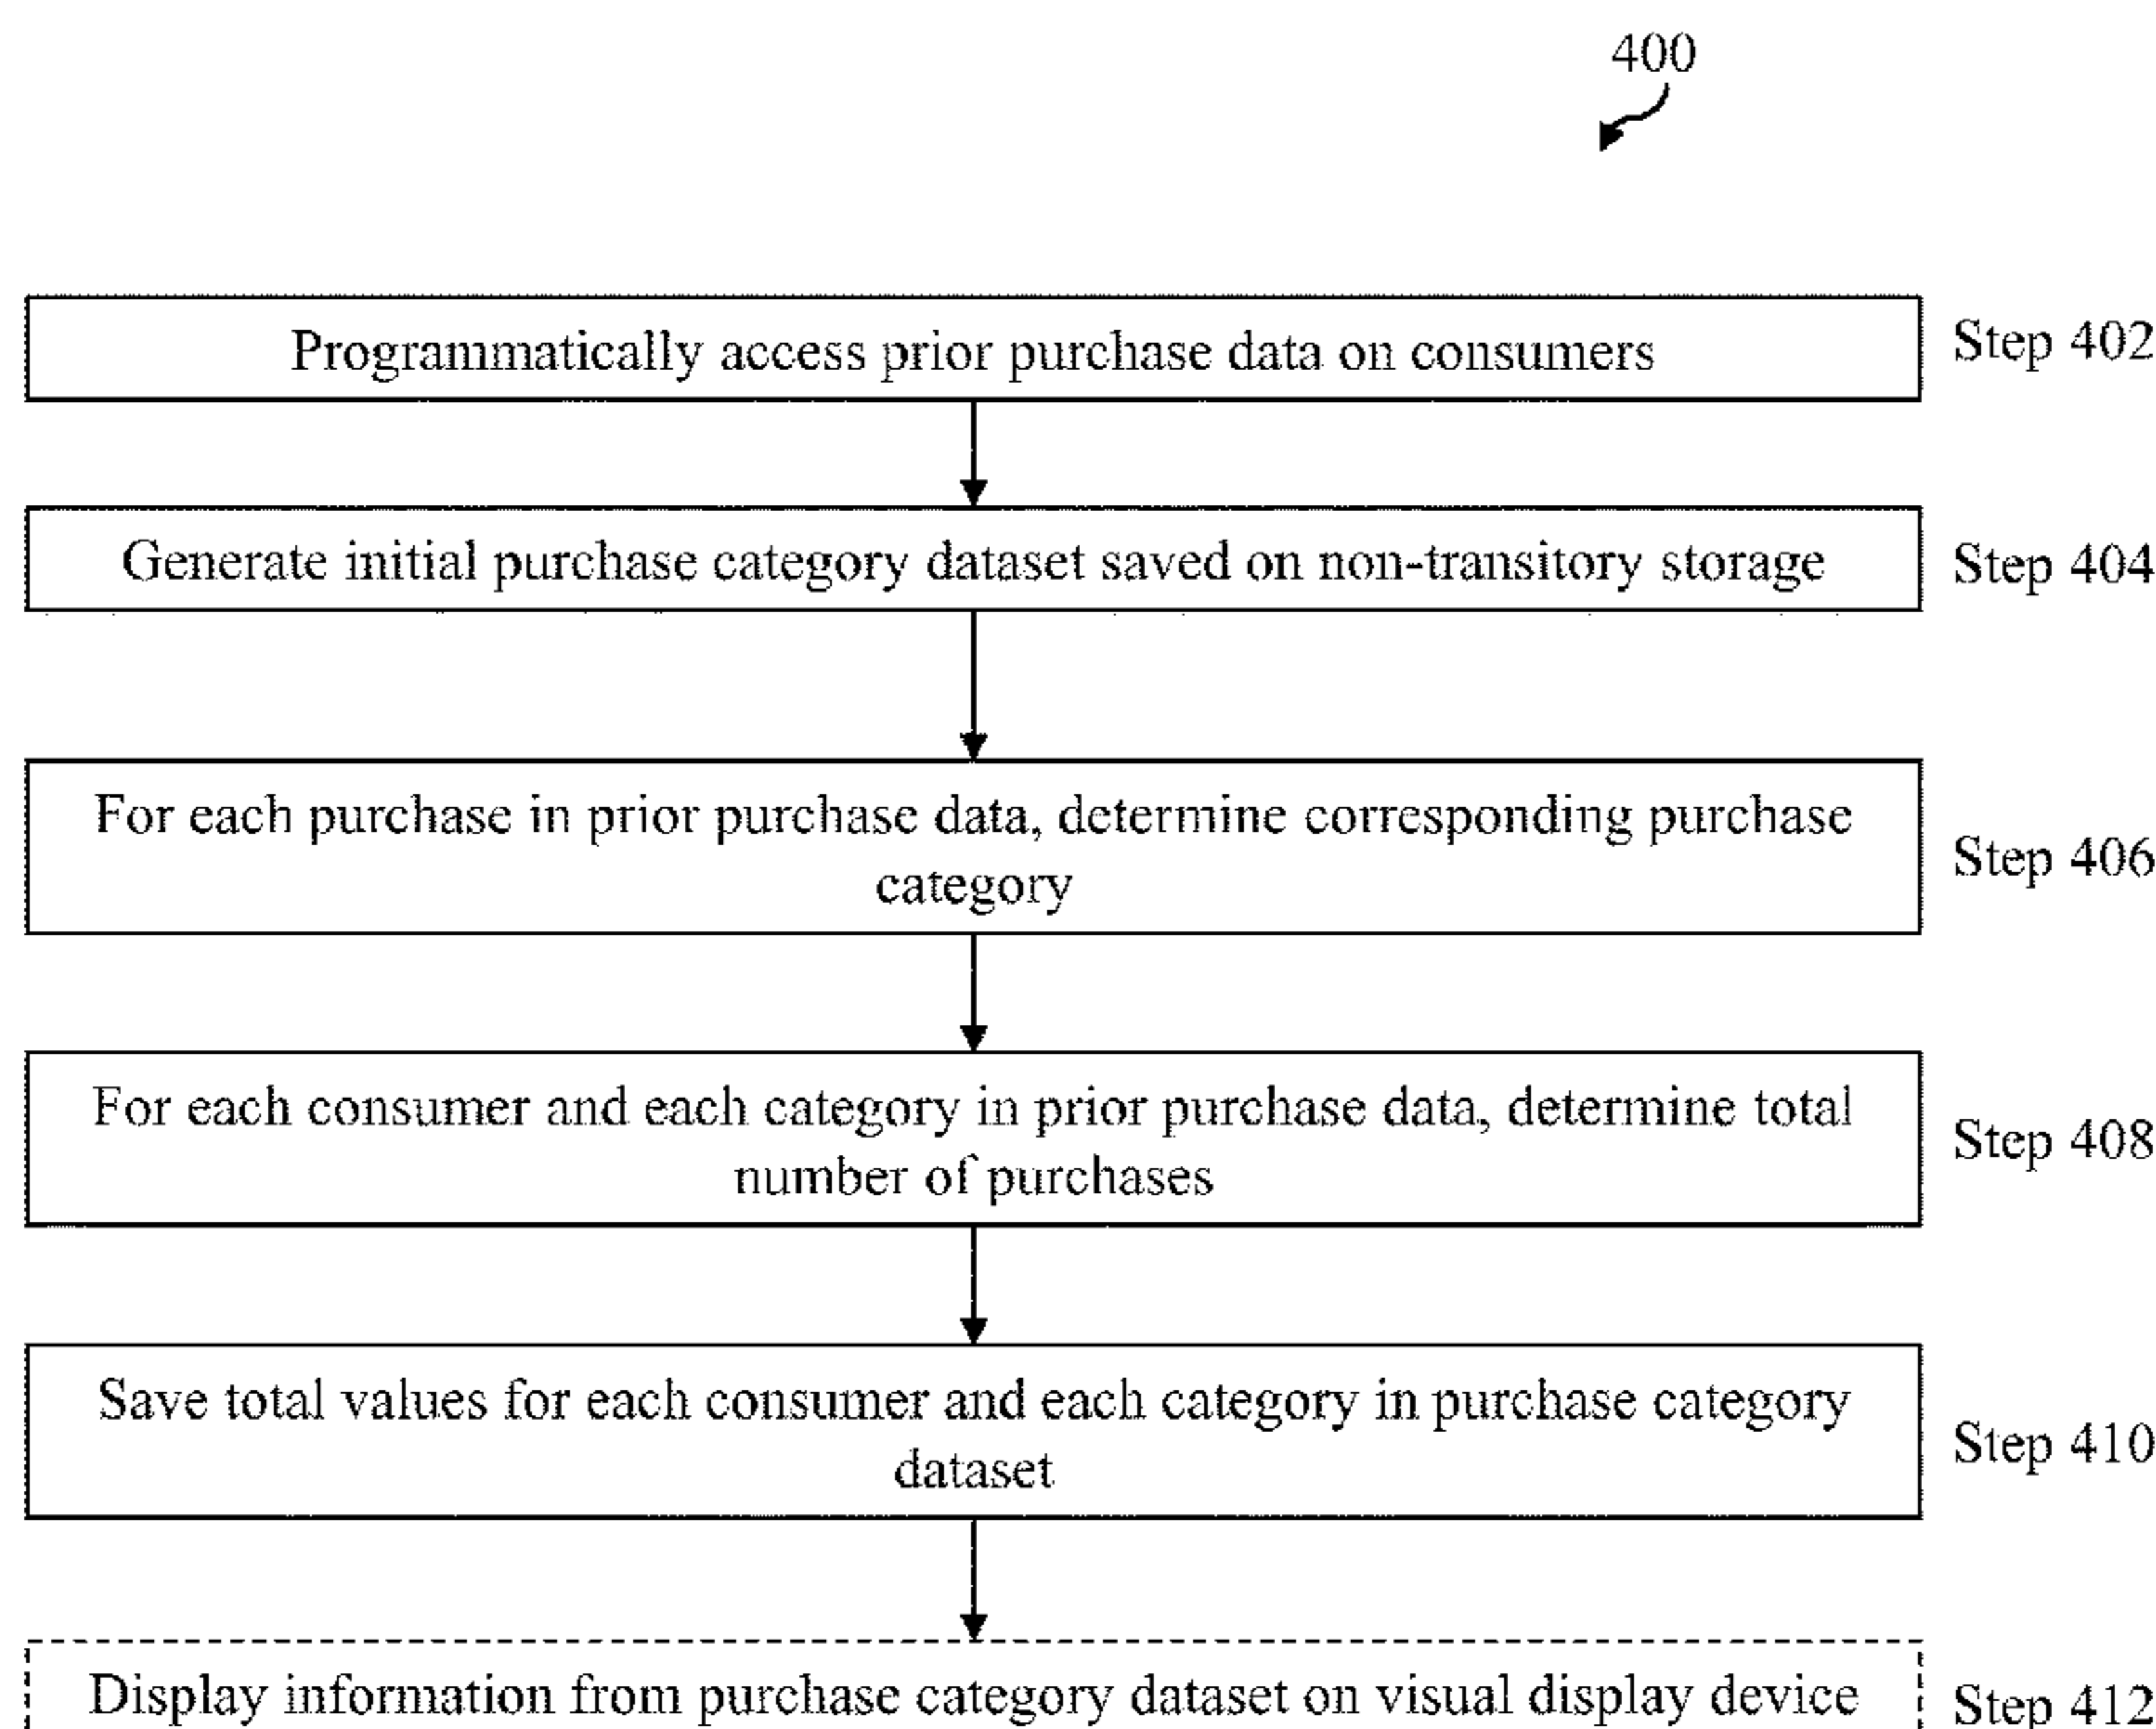 400
Programmatically access prior purchase data on consumers
Step 402
Generate initial purchase category dataset saved on non-transitory storage
Step 404
For each purchase in prior purchase data, determine corresponding purchase
category
Step 406
For each consumer and each category in prior purchase data, determine total
number of purchases
Step 408
Save total values for each consumer and each category in purchase category
dataset
Step 410
Display information from purchase category dataset on visual display device
Step 412